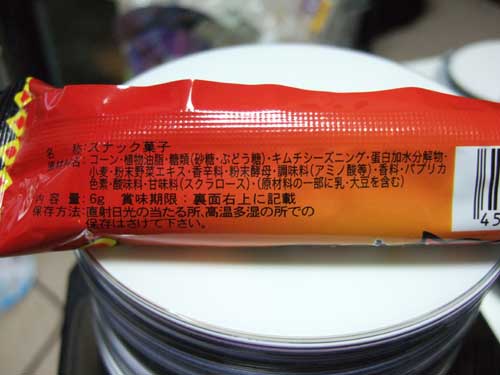 名 称:スナック菓子
原材料名:コーン・植物油脂・糖類(砂糖・ぶどう糖)・キムチシーズニング・蛋白加水分解物・
小麦・粉末野菜エキス・香辛料・粉末酵母・調味料(アミノ酸等)・香料・パプリカ
色素・酸味料・甘味料(スクラロース)・(原材料の一部に乳・大豆を含む)
内 容 量:6g 賞味期限:裏面右上に記載
保存方法:直射日光の当たる所、高温多湿の所での
保存はさけて下さい。
45